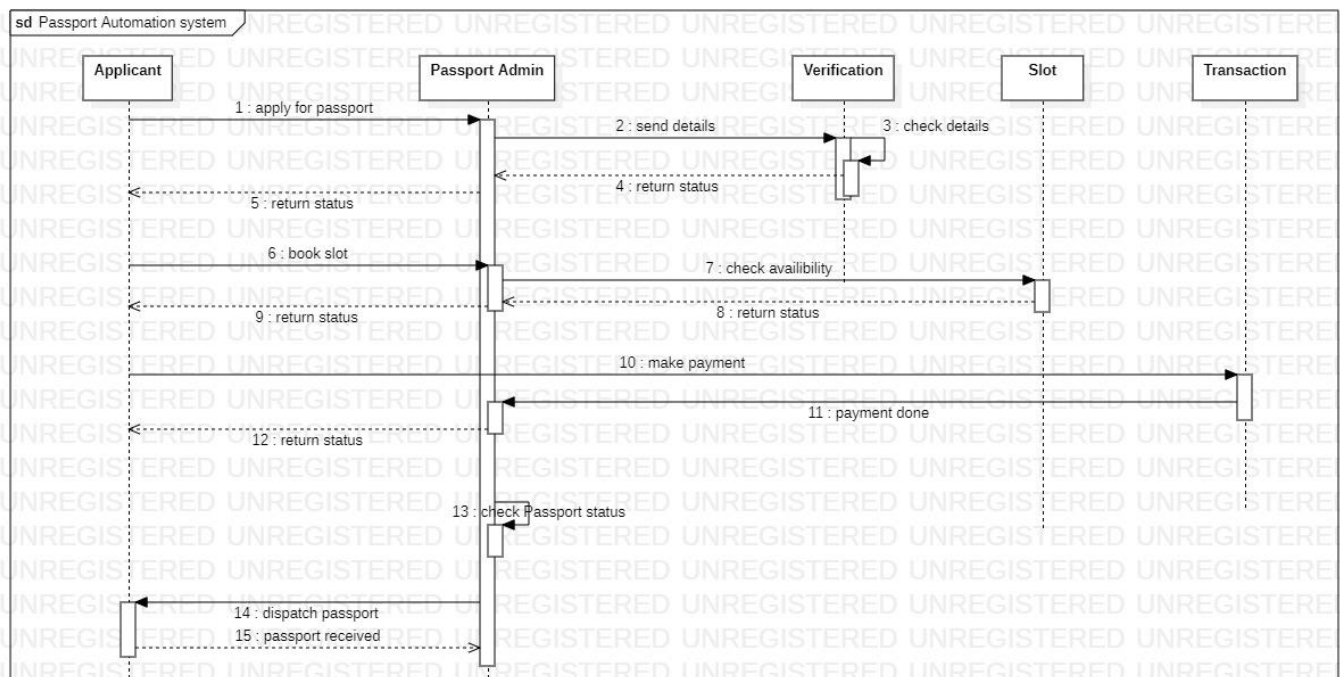 sd Passport Automation system
Applicant
Passport Admin
Verification
Slot
Transaction
1 : apply for passport
2 : send details
3 : check details
4 : return status
5 : return status
6 : book slot
7 : check availibility
8 : return status
9 : return status
10 : make payment
11 : payment done
12 : return status
13 : check Passport status
14 : dispatch passport
15 : passport received
UNREGISTERED